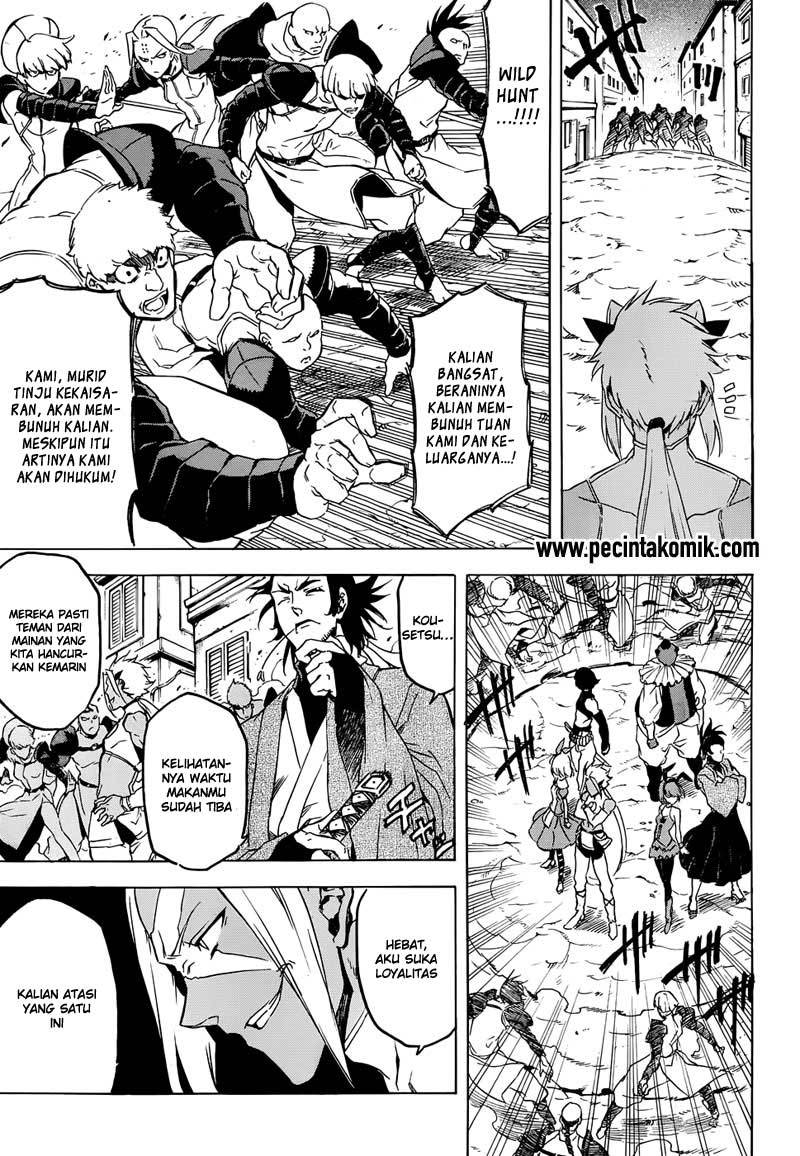 WILD
HUNT
...!!!!
KALIAN
BANGSAT,
BERANINYA
KALIAN MEM-
BUNUH TUAN
KAMI DAN KE-
LUARGANYA...!
KAMI, MURID
TINJU KEKAISA-
RAN, AKAN MEM-
BUNUH KALIAN.
MESKIPUN ITU
ARTINYA KAMI
AKAN DIHUKUM!
www.pecintakomik.com
KOU-
SETSU...
MEREKA PASTI
TEMAN DARI
MAINAN YANG
KITA HANCUR-
KAN KEMARIN
KELIHATAN-
NYA WAKTU
MAKANMU
SUDAH TIBA
HEBAT,
AKU SUKA
LOYALITAS
KALIAN ATASI
YANG SATU
INI